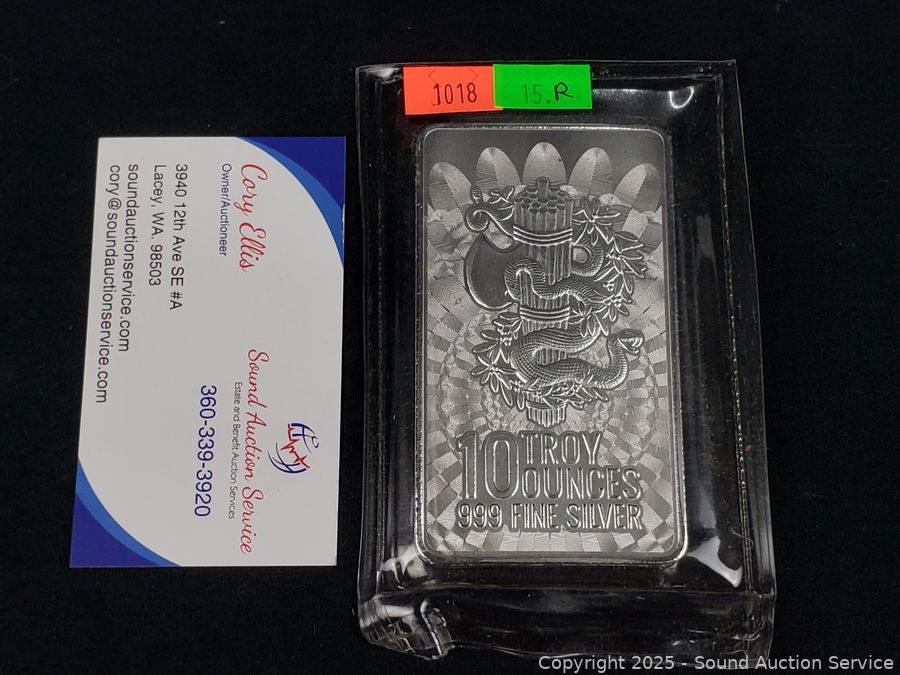 1018
15.R
Cory Ellis
Owner/Auctioneer
3940 12th Ave SE #A
Lacey, WA. 98503
soundauctionservice.com
cory@soundauctionservice.com
Sound Auction Service
Estate and Benefit Auction Services
360-339-3920
10 TROY
OUNCES
999 FINE SILVER
Copyright 2025 - Sound Auction Service